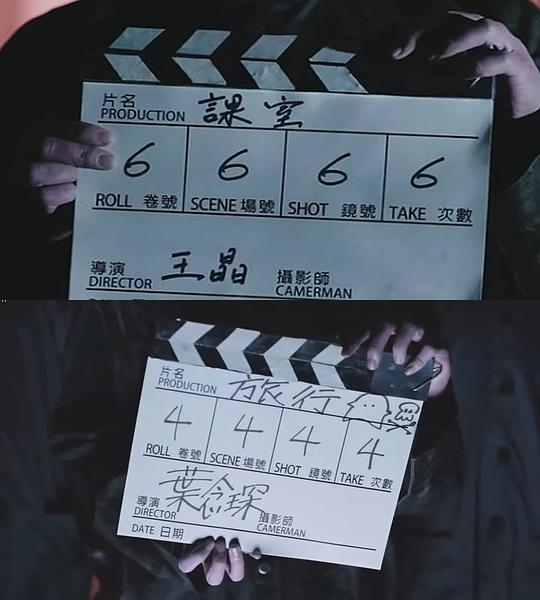 片名 課室
PRODUCTION
6 6 6 6
ROLL 卷號 SCENE 場號 SHOT 鏡號 TAKE 次數
導演 王晶 攝影師
DIRECTOR CAMERMAN
片名 旅行
PRODUCTION
4 4 4 4
ROLL 卷號 SCENE 場號 SHOT 鏡號 TAKE 次數
導演 葉念琛 攝影師
DIRECTOR CAMERMAN
DATE 日期